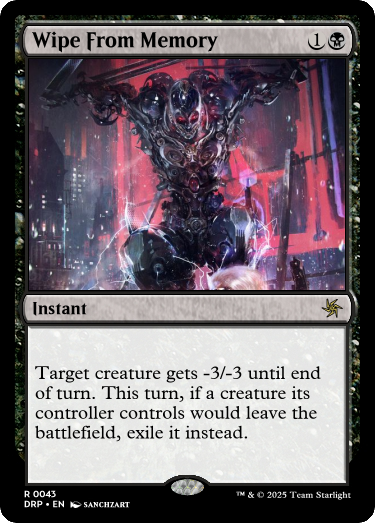 Wipe From Memory 1
Instant
Target creature gets -3/-3 until end
of turn. This turn, if a creature its
controller controls would leave the
battlefield, exile it instead.
R 0043
DRP • EN SANCHZART
™ & © 2025 Team Starlight